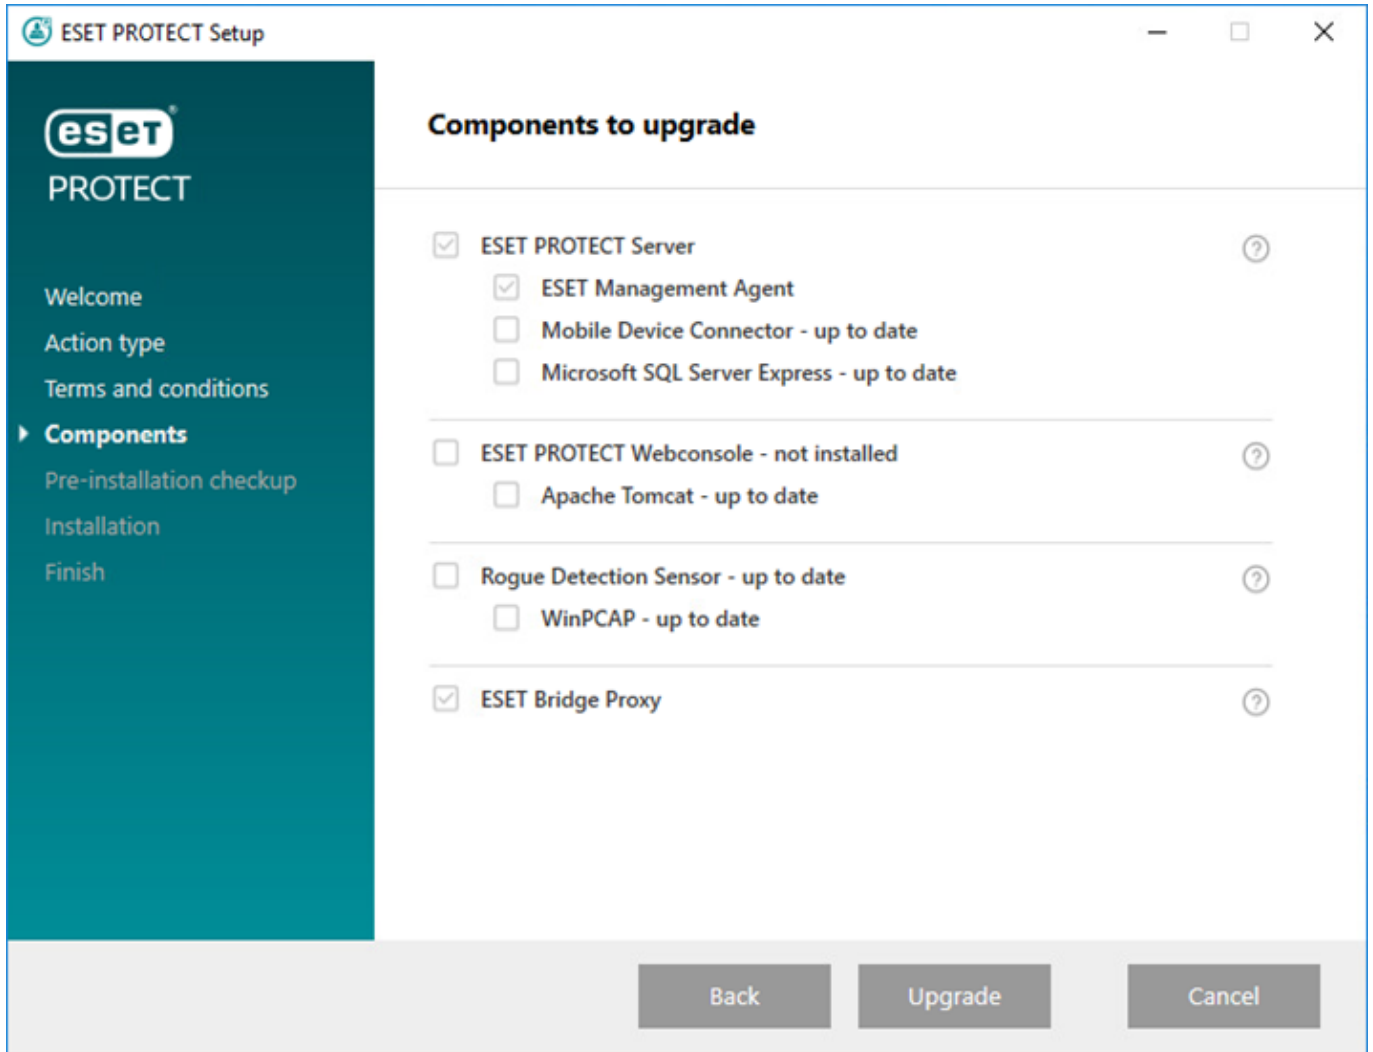 ESET PROTECT Setup
eset®
PROTECT
Welcome
Action type
Terms and conditions
Components
Pre-installation checkup
Installation
Finish
Components to upgrade
ESET PROTECT Server
ESET Management Agent
Mobile Device Connector - up to date
Microsoft SQL Server Express - up to date
ESET PROTECT Webconsole - not installed
Apache Tomcat - up to date
Rogue Detection Sensor - up to date
WinPCAP - up to date
ESET Bridge Proxy
Back
Upgrade
Cancel